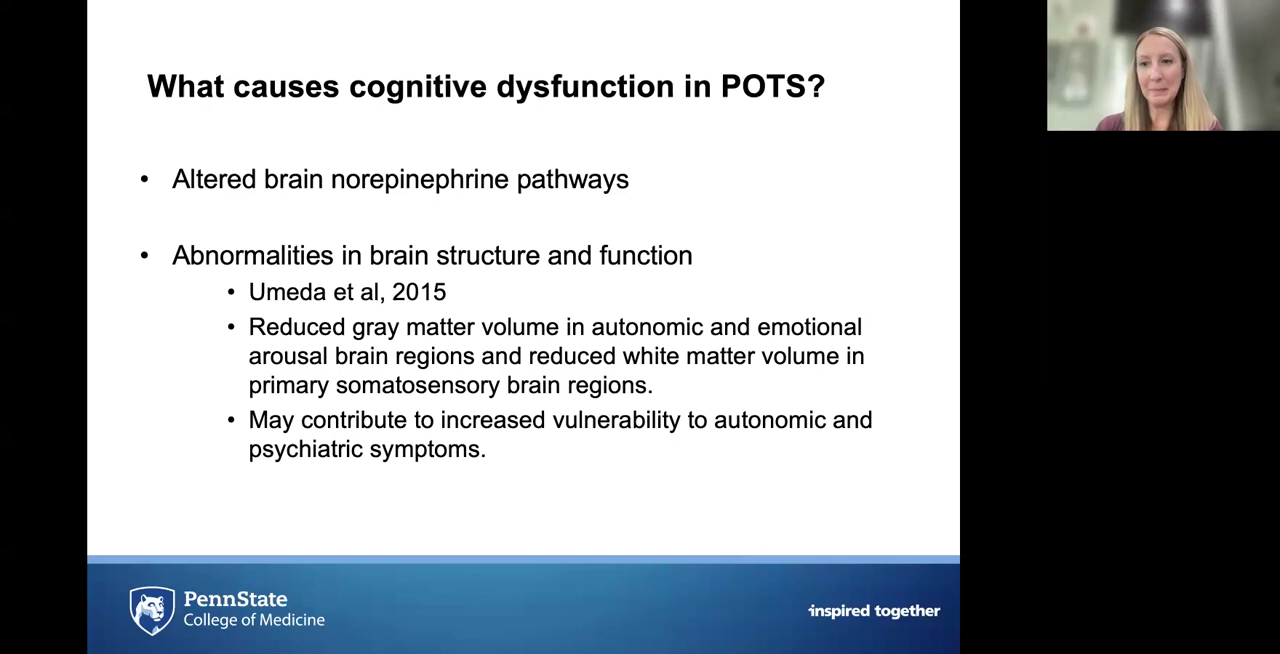 What causes cognitive dysfunction in POTS?
• Altered brain norepinephrine pathways
• Abnormalities in brain structure and function
• Umeda et al, 2015
• Reduced gray matter volume in autonomic and emotional
arousal brain regions and reduced white matter volume in
primary somatosensory brain regions.
• May contribute to increased vulnerability to autonomic and
psychiatric symptoms.
PennState
College of Medicine
inspired together